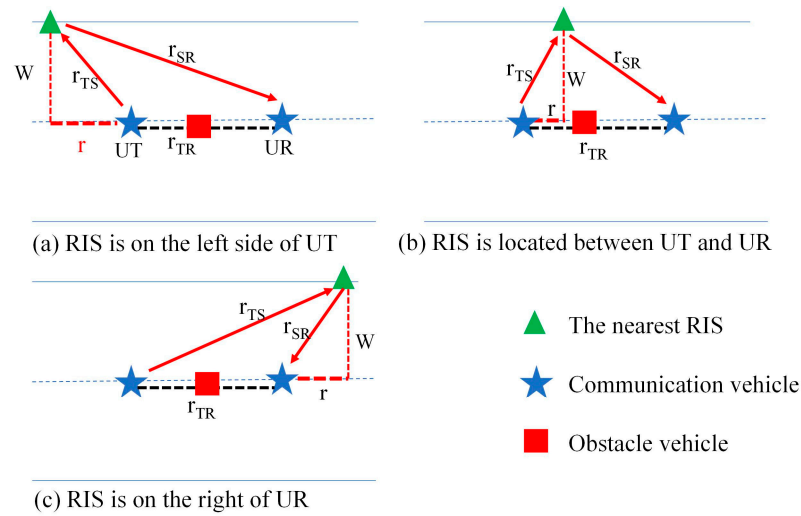 W
r_TS
r_SR
r
UT
r_TR
UR
(a) RIS is on the left side of UT
r_TS
W
r_SR
r
r_TR
(b) RIS is located between UT and UR
r_TS
r_SR
W
r_TR
r
(c) RIS is on the right of UR
The nearest RIS
Communication vehicle
Obstacle vehicle